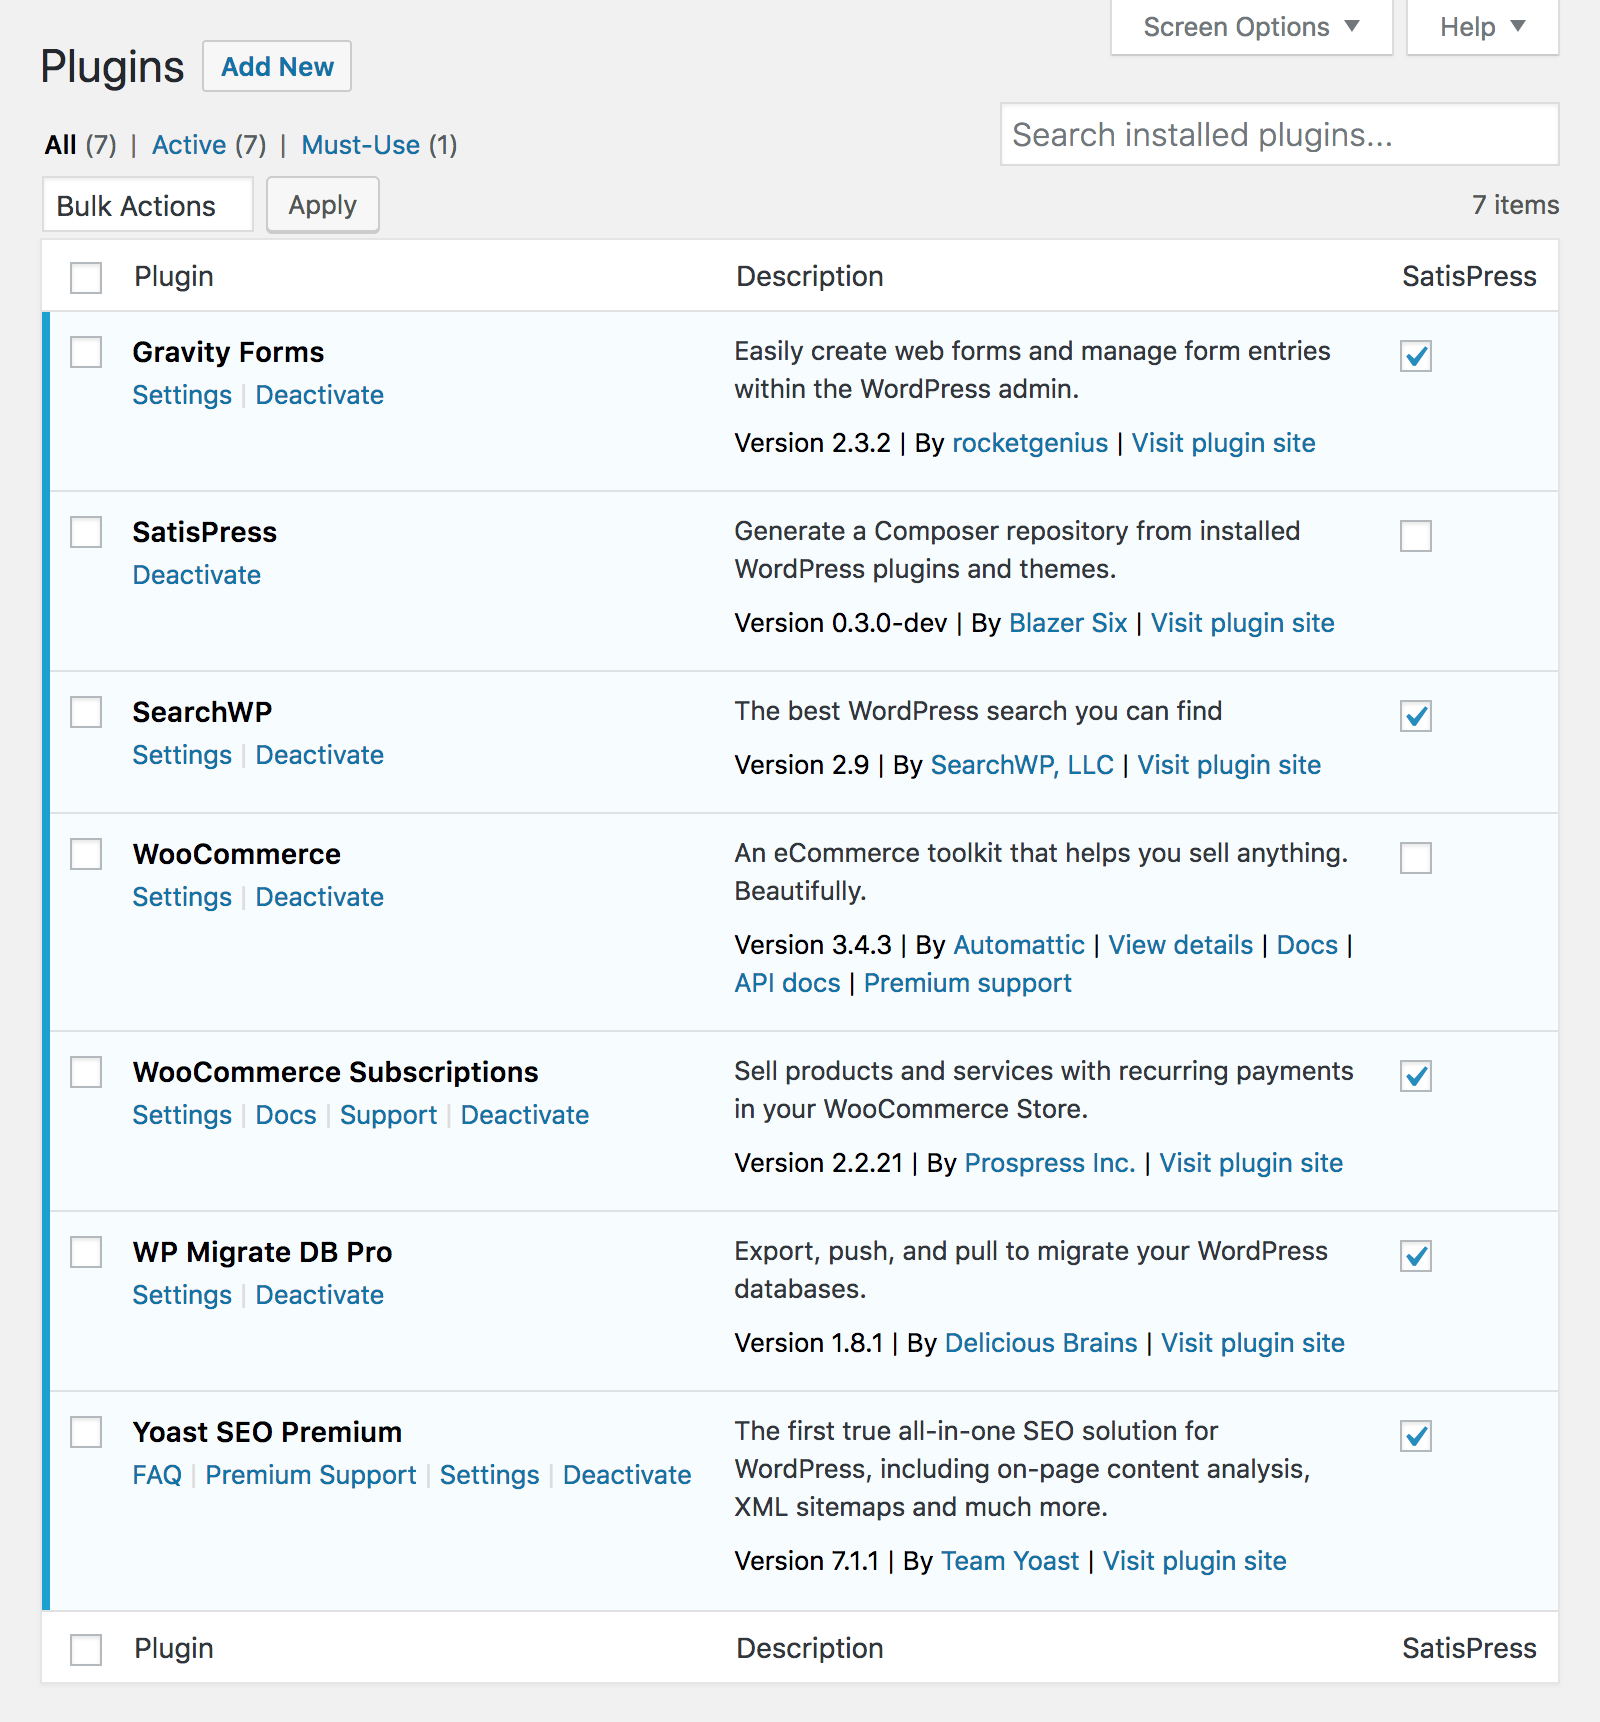 Screen Options
Help
Plugins
Add New
All (7) | Active (7) | Must-Use (1)
Search installed plugins...
Bulk Actions
Apply
7 items
Plugin
Description
SatisPress
Gravity Forms
Settings | Deactivate
Easily create web forms and manage form entries
within the WordPress admin.
Version 2.3.2 | By rocketgenius | Visit plugin site
SatisPress
Deactivate
Generate a Composer repository from installed
WordPress plugins and themes.
Version 0.3.0-dev | By Blazer Six | Visit plugin site
SearchWP
Settings | Deactivate
The best WordPress search you can find
Version 2.9 | By SearchWP, LLC | Visit plugin site
WooCommerce
Settings | Deactivate
An eCommerce toolkit that helps you sell anything.
Beautifully.
Version 3.4.3 | By Automattic | View details | Docs |
API docs | Premium support
WooCommerce Subscriptions
Settings | Docs | Support | Deactivate
Sell products and services with recurring payments
in your WooCommerce Store.
Version 2.2.21 | By Prospress Inc. | Visit plugin site
WP Migrate DB Pro
Settings | Deactivate
Export, push, and pull to migrate your WordPress
databases.
Version 1.8.1 | By Delicious Brains | Visit plugin site
Yoast SEO Premium
FAQ | Premium Support | Settings | Deactivate
The first true all-in-one SEO solution for
WordPress, including on-page content analysis,
XML sitemaps and much more.
Version 7.1.1 | By Team Yoast | Visit plugin site
Plugin
Description
SatisPress